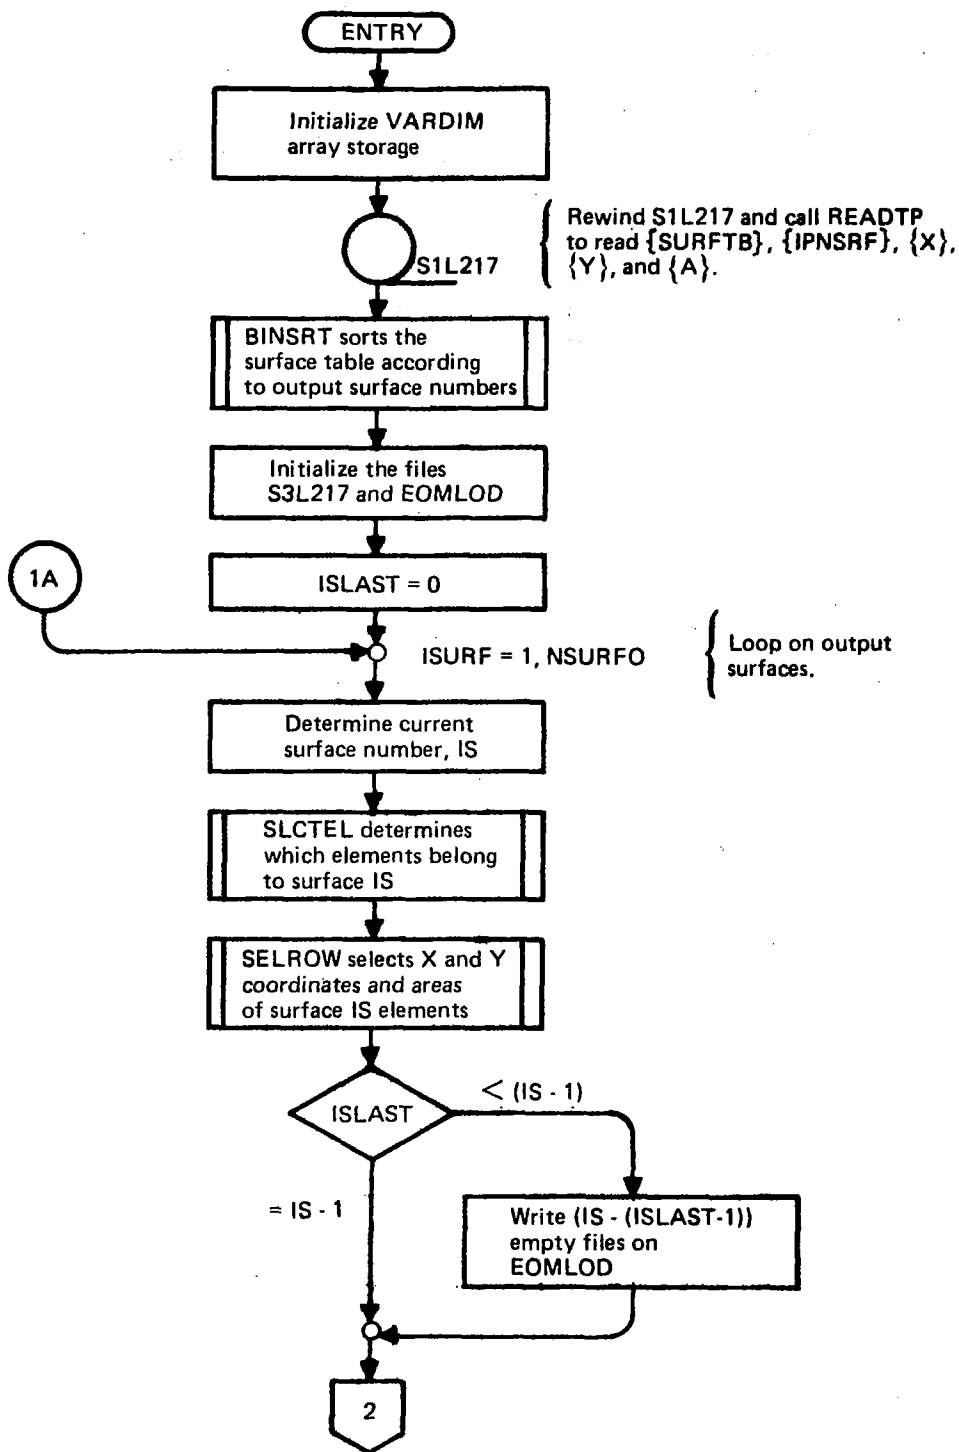 ENTRY
Initialize VARDIM
array storage
S1L217
Rewind S1L217 and call READTP
to read {SURFTB}, {IPNSRF}, {X},
{Y}, and {A}.
BINSRT sorts the
surface table according
to output surface numbers
Initialize the files
S3L217 and EOMLOD
1A
ISLAST = 0
ISURF = 1, NSURFO
Loop on output
surfaces.
Determine current
surface number, IS
SLCTEL determines
which elements belong
to surface IS
SELROW selects X and Y
coordinates and areas
of surface IS elements
ISLAST
< (IS - 1)
= IS - 1
Write (IS - (ISLAST-1))
empty files on
EOMLOD
2